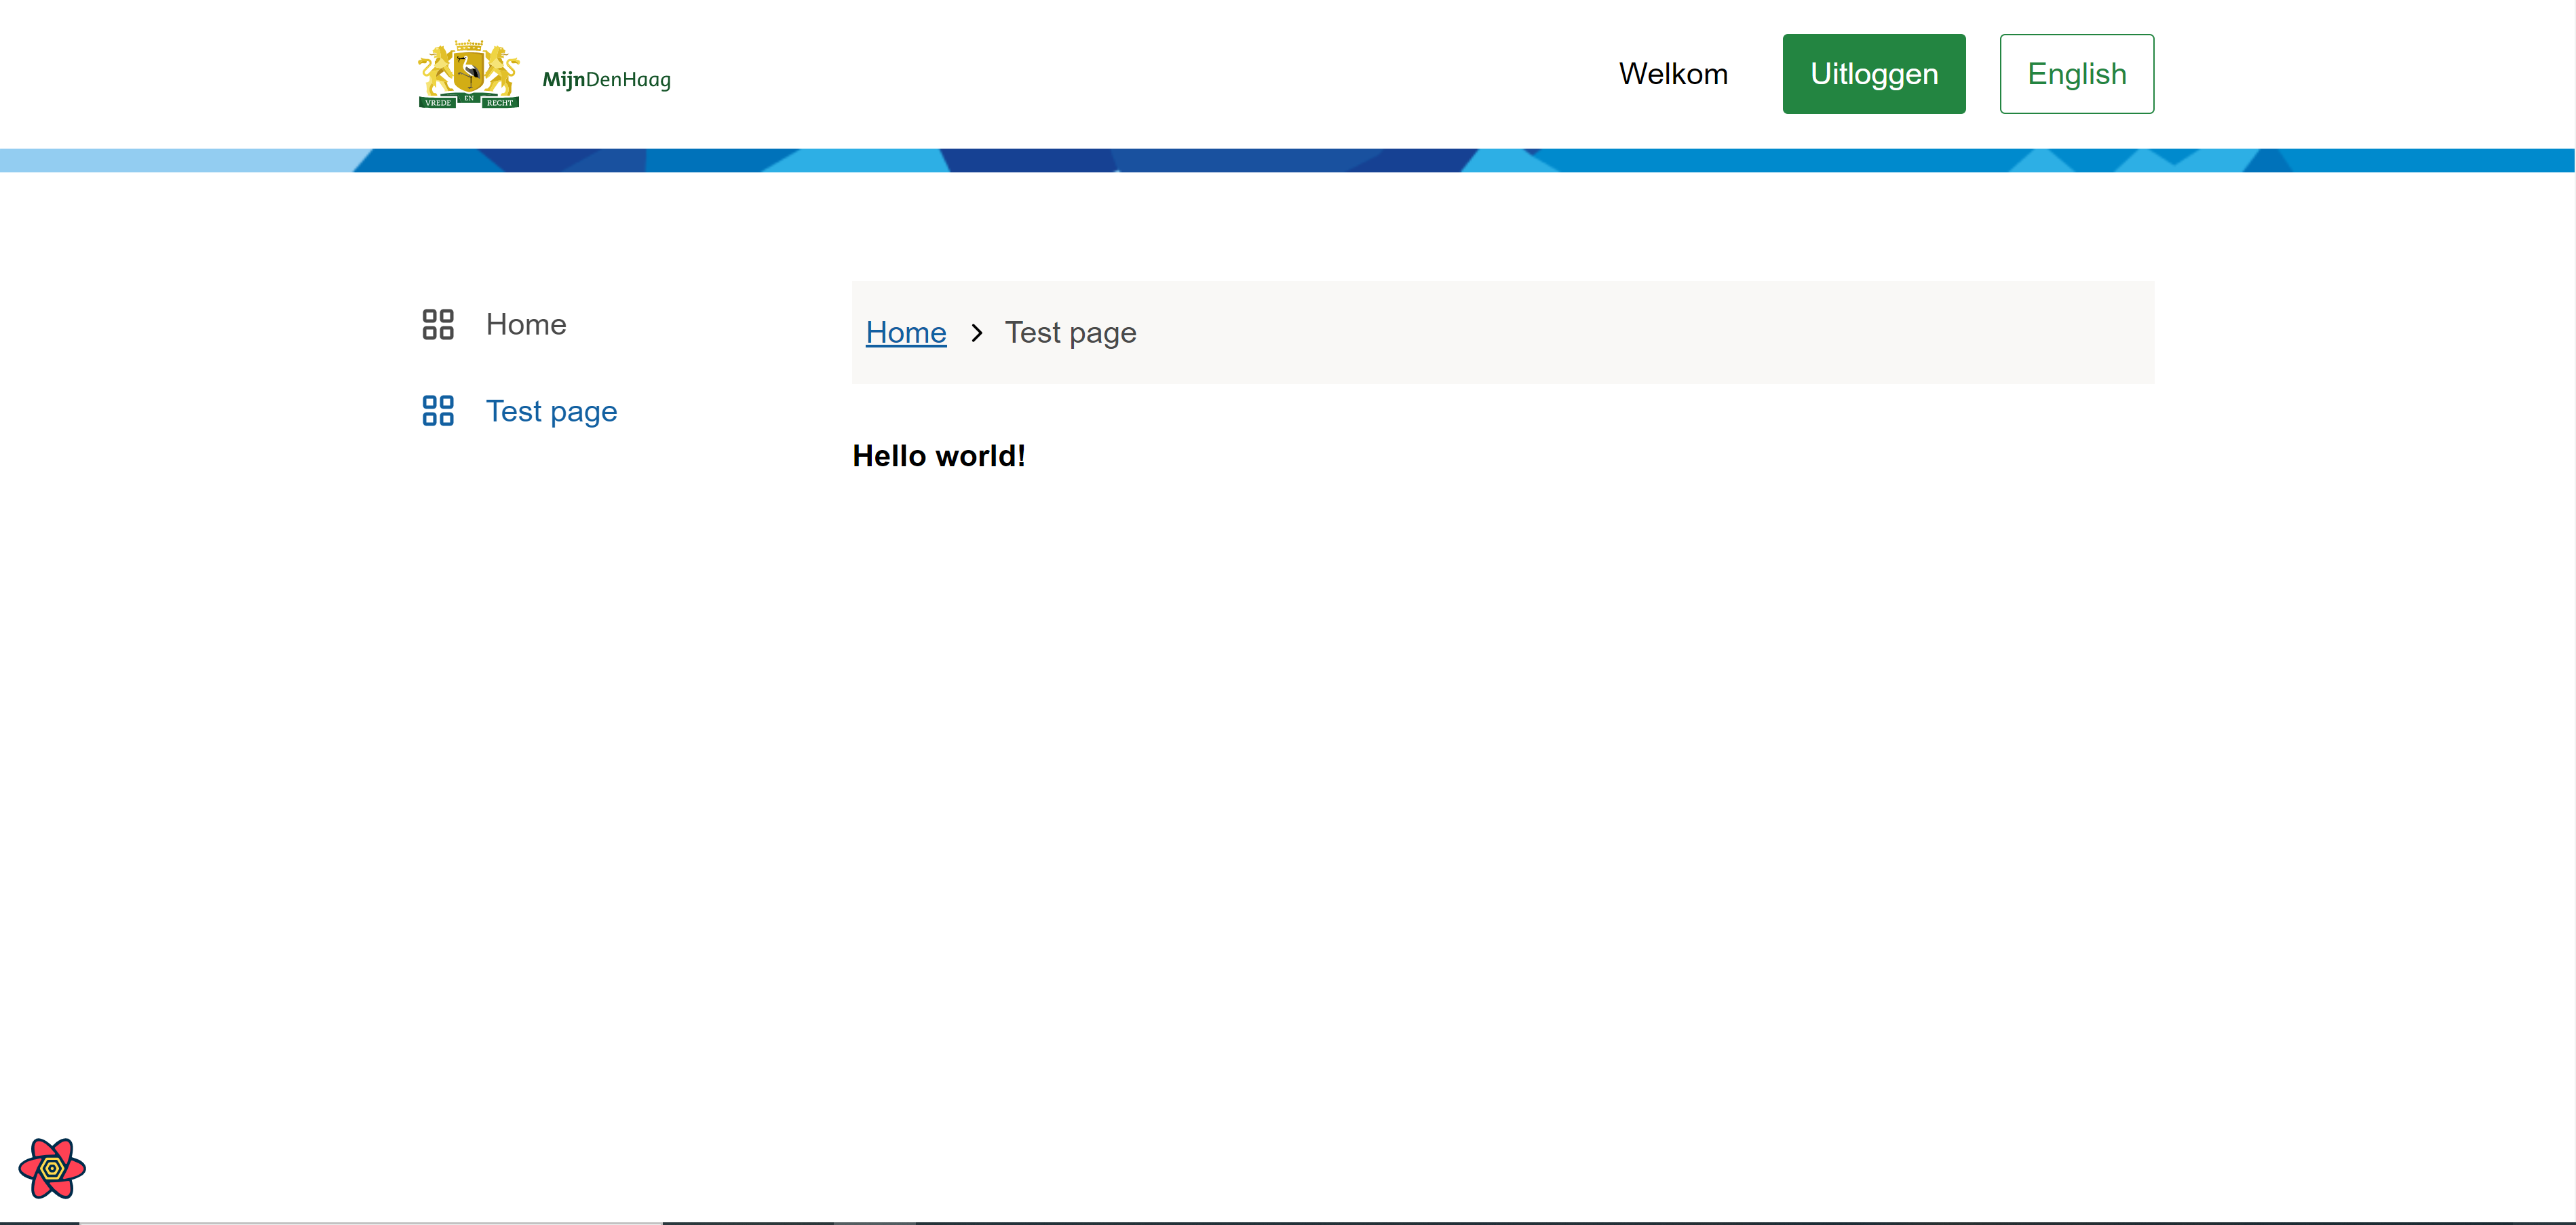 VREDE EN RECHT
MijnDenHaag
Welkom
Uitloggen
English
Home
Test page
Home > Test page
Hello world!